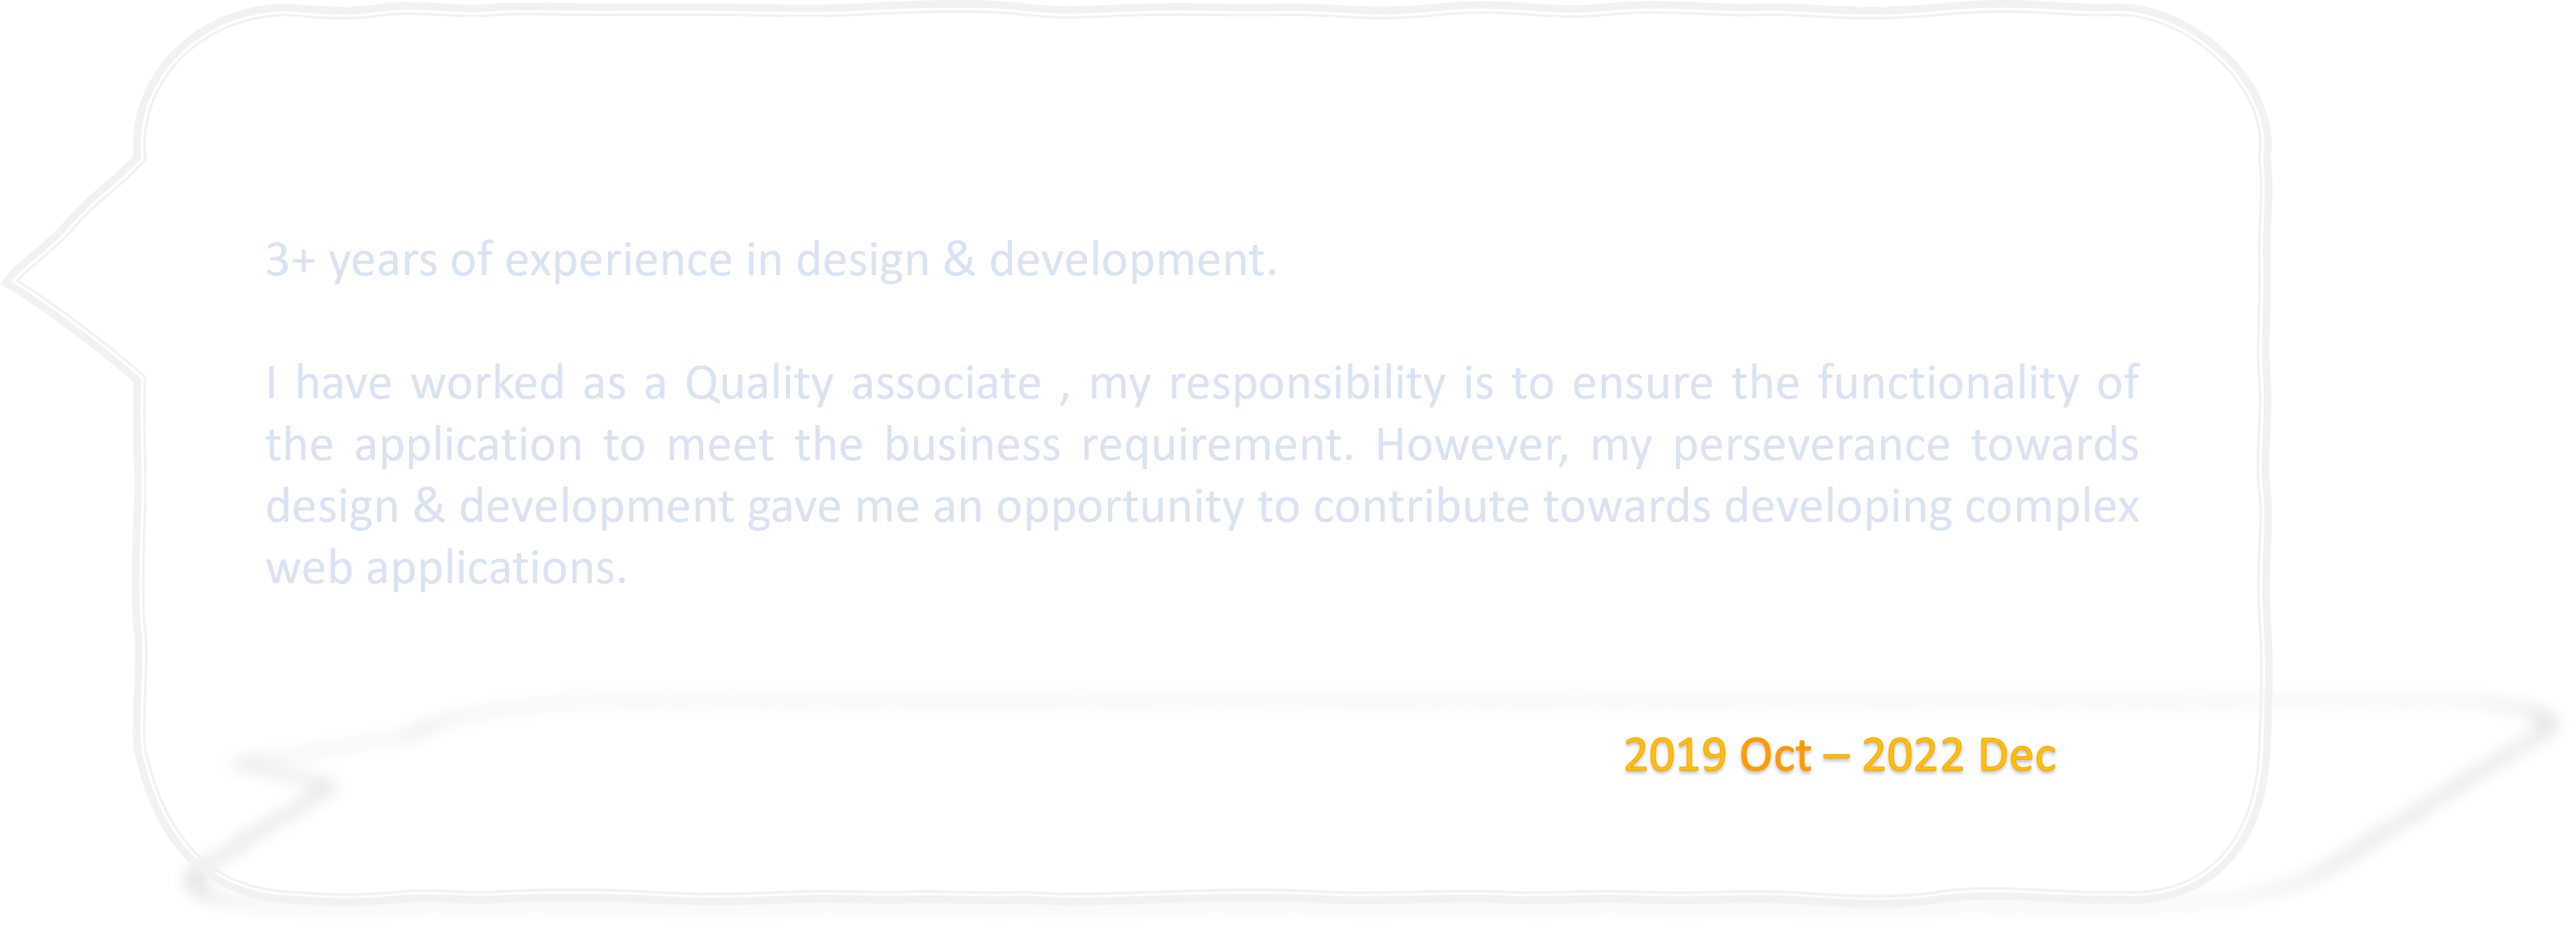 3+ years of experience in design & development.
I have worked as a Quality associate , my responsibility is to ensure the functionality of
the application to meet the business requirement. However, my perseverance towards
design & development gave me an opportunity to contribute towards developing complex
web applications.
2019 Oct – 2022 Dec